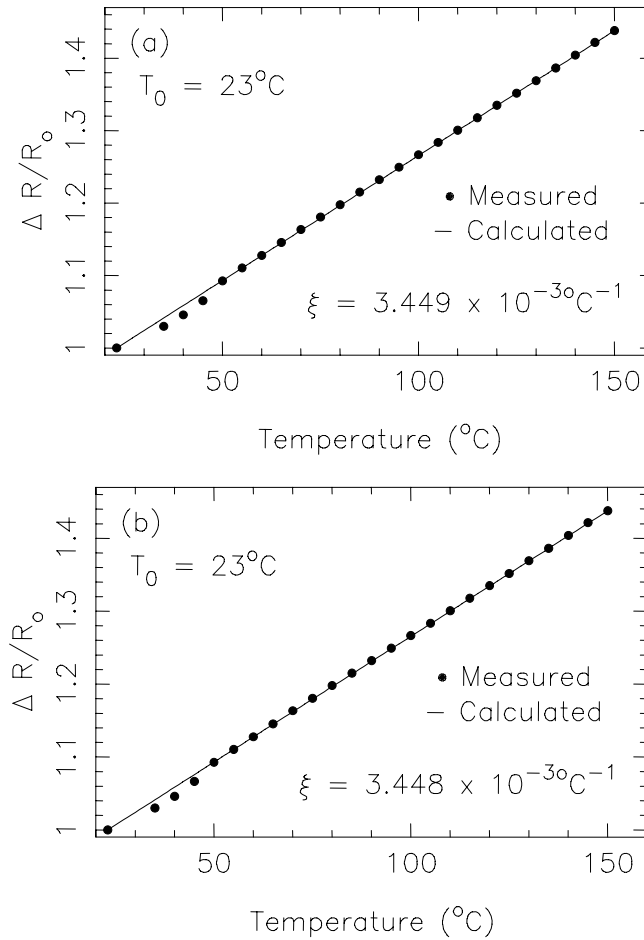 (a)
T₀ = 23°C
1.4
1.3
1.2
1.1
1
Δ R/Rₒ
● Measured
— Calculated
ξ = 3.449 x 10⁻³°C⁻¹
50 100 150
Temperature (°C)
(b)
T₀ = 23°C
1.4
1.3
1.2
1.1
1
Δ R/Rₒ
● Measured
— Calculated
ξ = 3.448 x 10⁻³°C⁻¹
50 100 150
Temperature (°C)